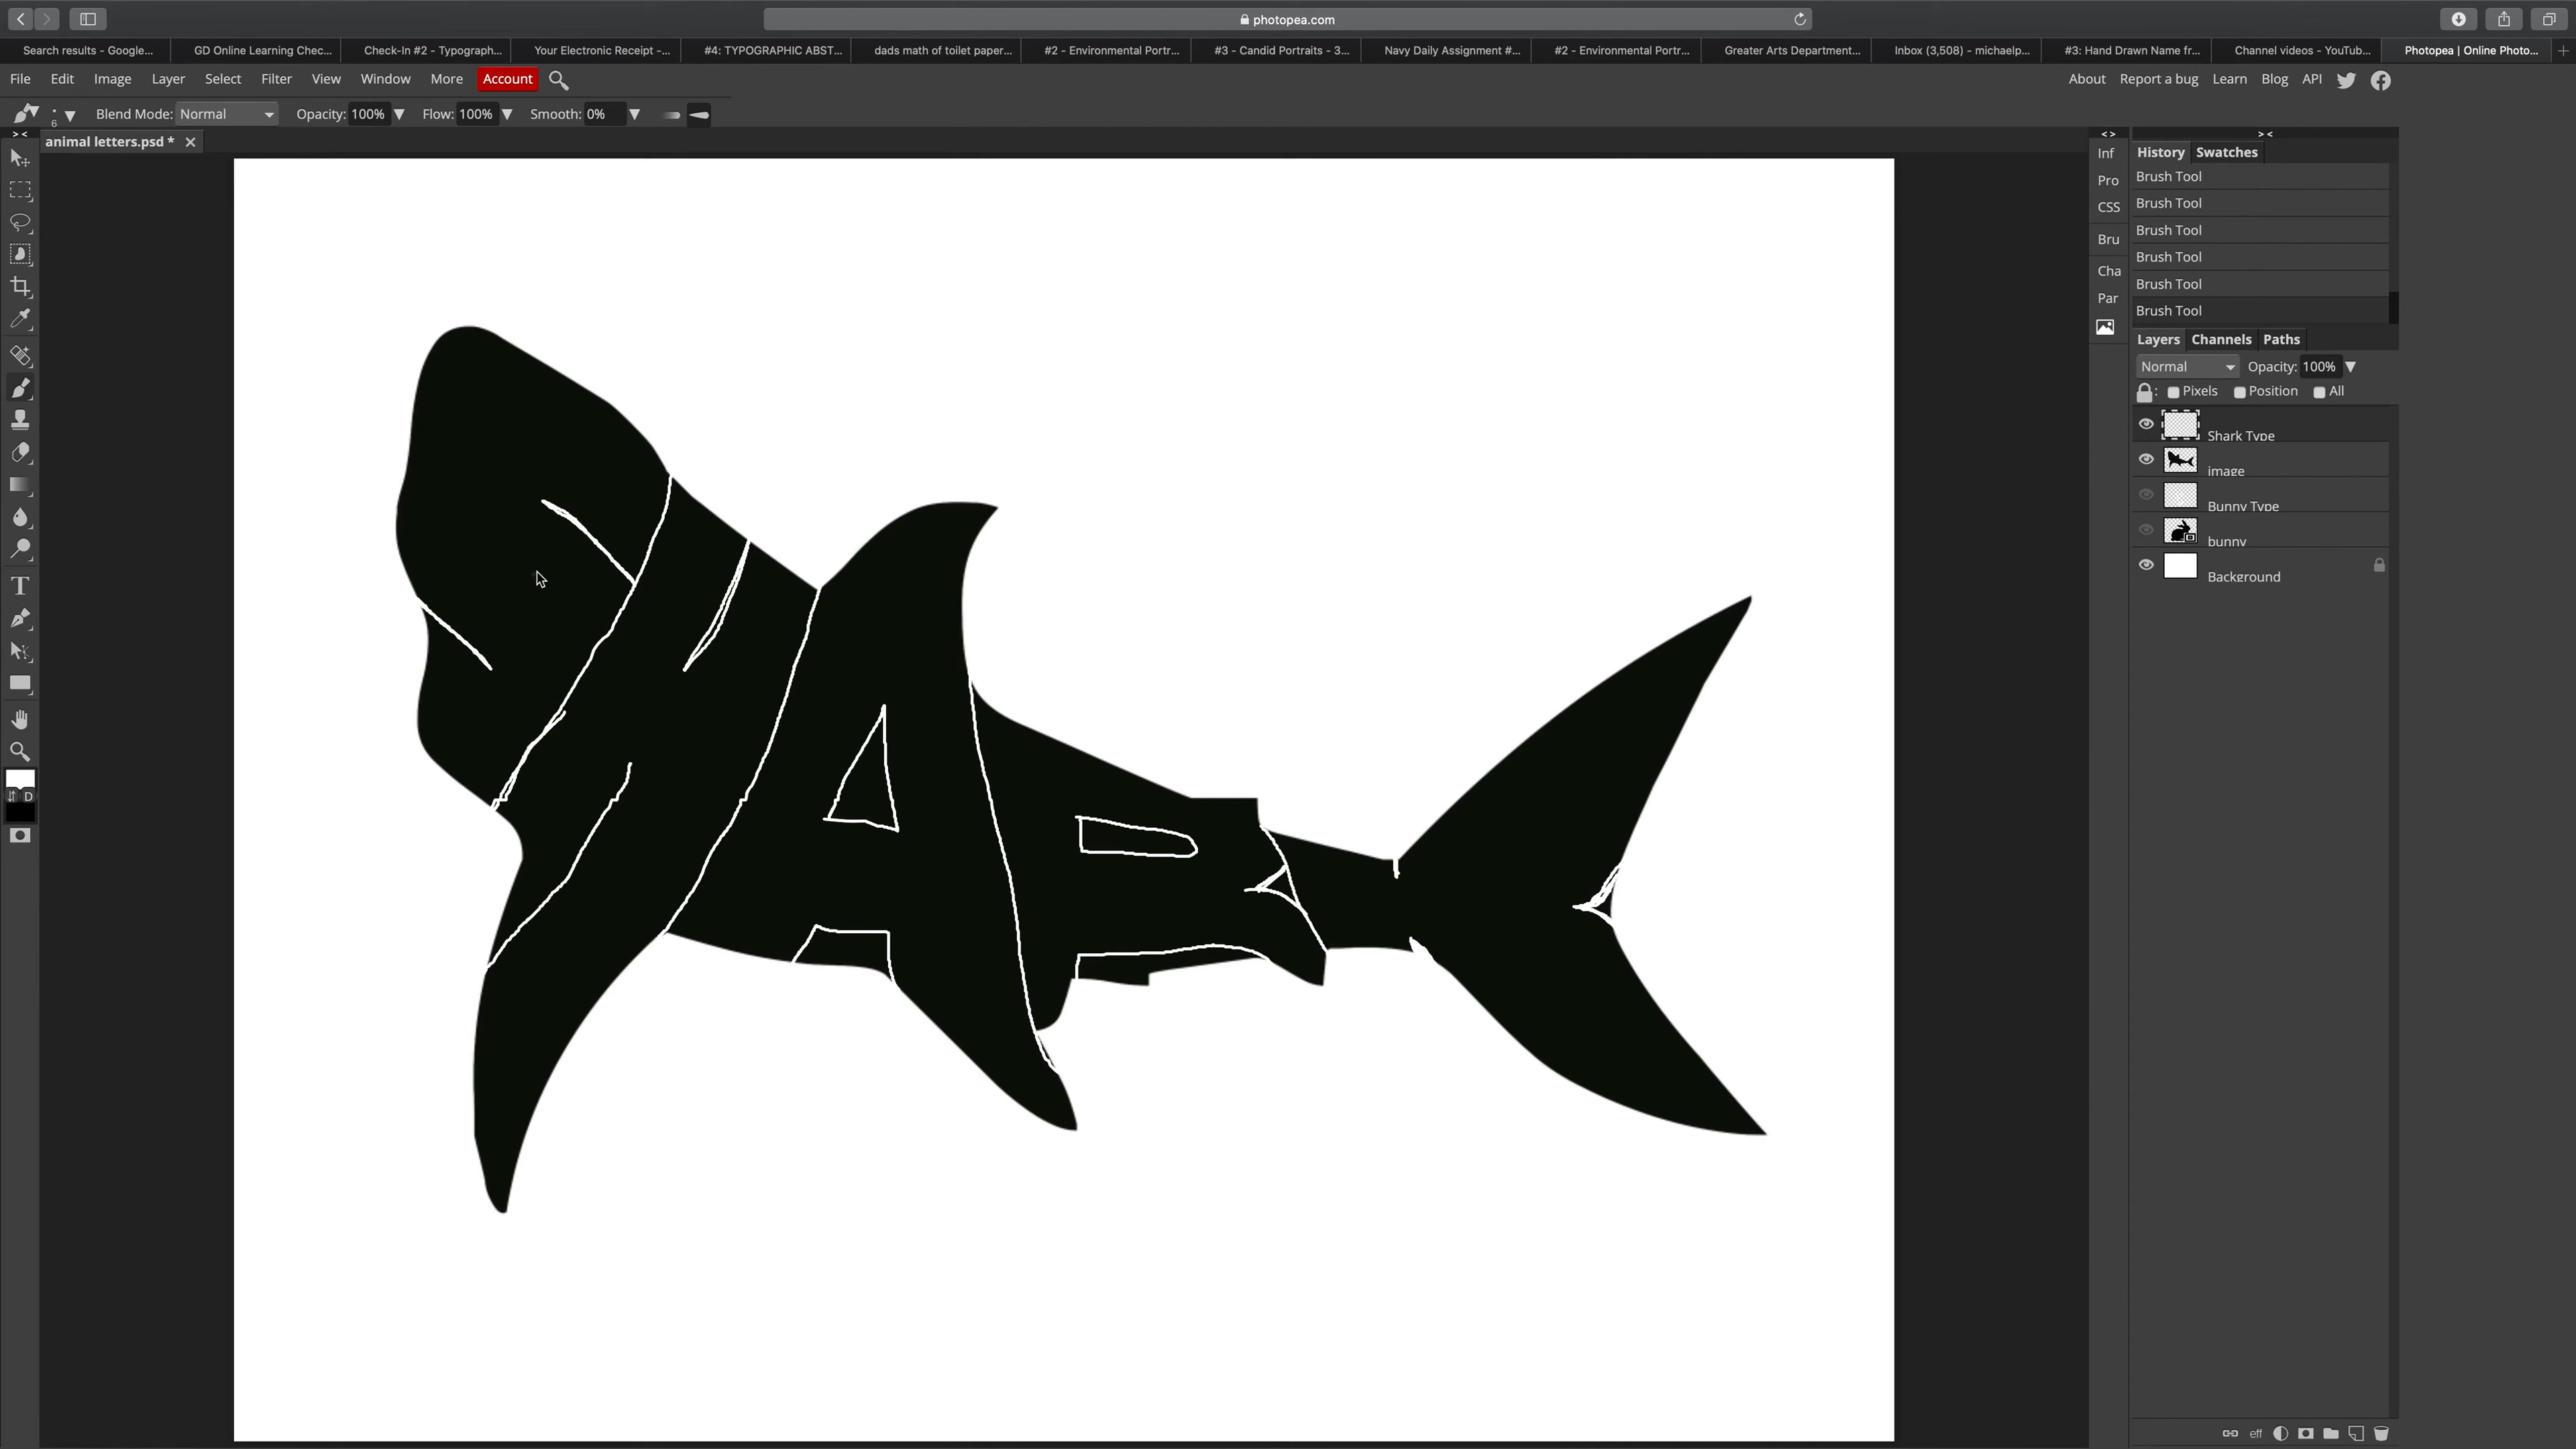 photopea.com
Search results - Google...
GD Online Learning Chec...
Check-In #2 - Typograph...
Your Electronic Receipt -...
#4: TYPOGRAPHIC ABST...
dads math of toilet paper...
#2 - Environmental Portr...
#3 - Candid Portraits - 3...
Navy Daily Assignment #...
#2 - Environmental Portr...
Greater Arts Department...
Inbox (3,508) - michaelp...
#3: Hand Drawn Name fr...
Channel videos - YouTub...
Photopea | Online Photo...
File Edit Image Layer Select Filter View Window More Account
About Report a bug Learn Blog API
6 Blend Mode: Normal Opacity: 100% Flow: 100% Smooth: 0%
animal letters.psd *
SHARK
Inf
Pro
CSS
Bru
Cha
Par
History Swatches
Brush Tool
Brush Tool
Brush Tool
Brush Tool
Brush Tool
Brush Tool
Layers Channels Paths
Normal Opacity: 100%
: Pixels Position All
Shark Type
image
Bunny Type
bunny
Background
T
D
eff